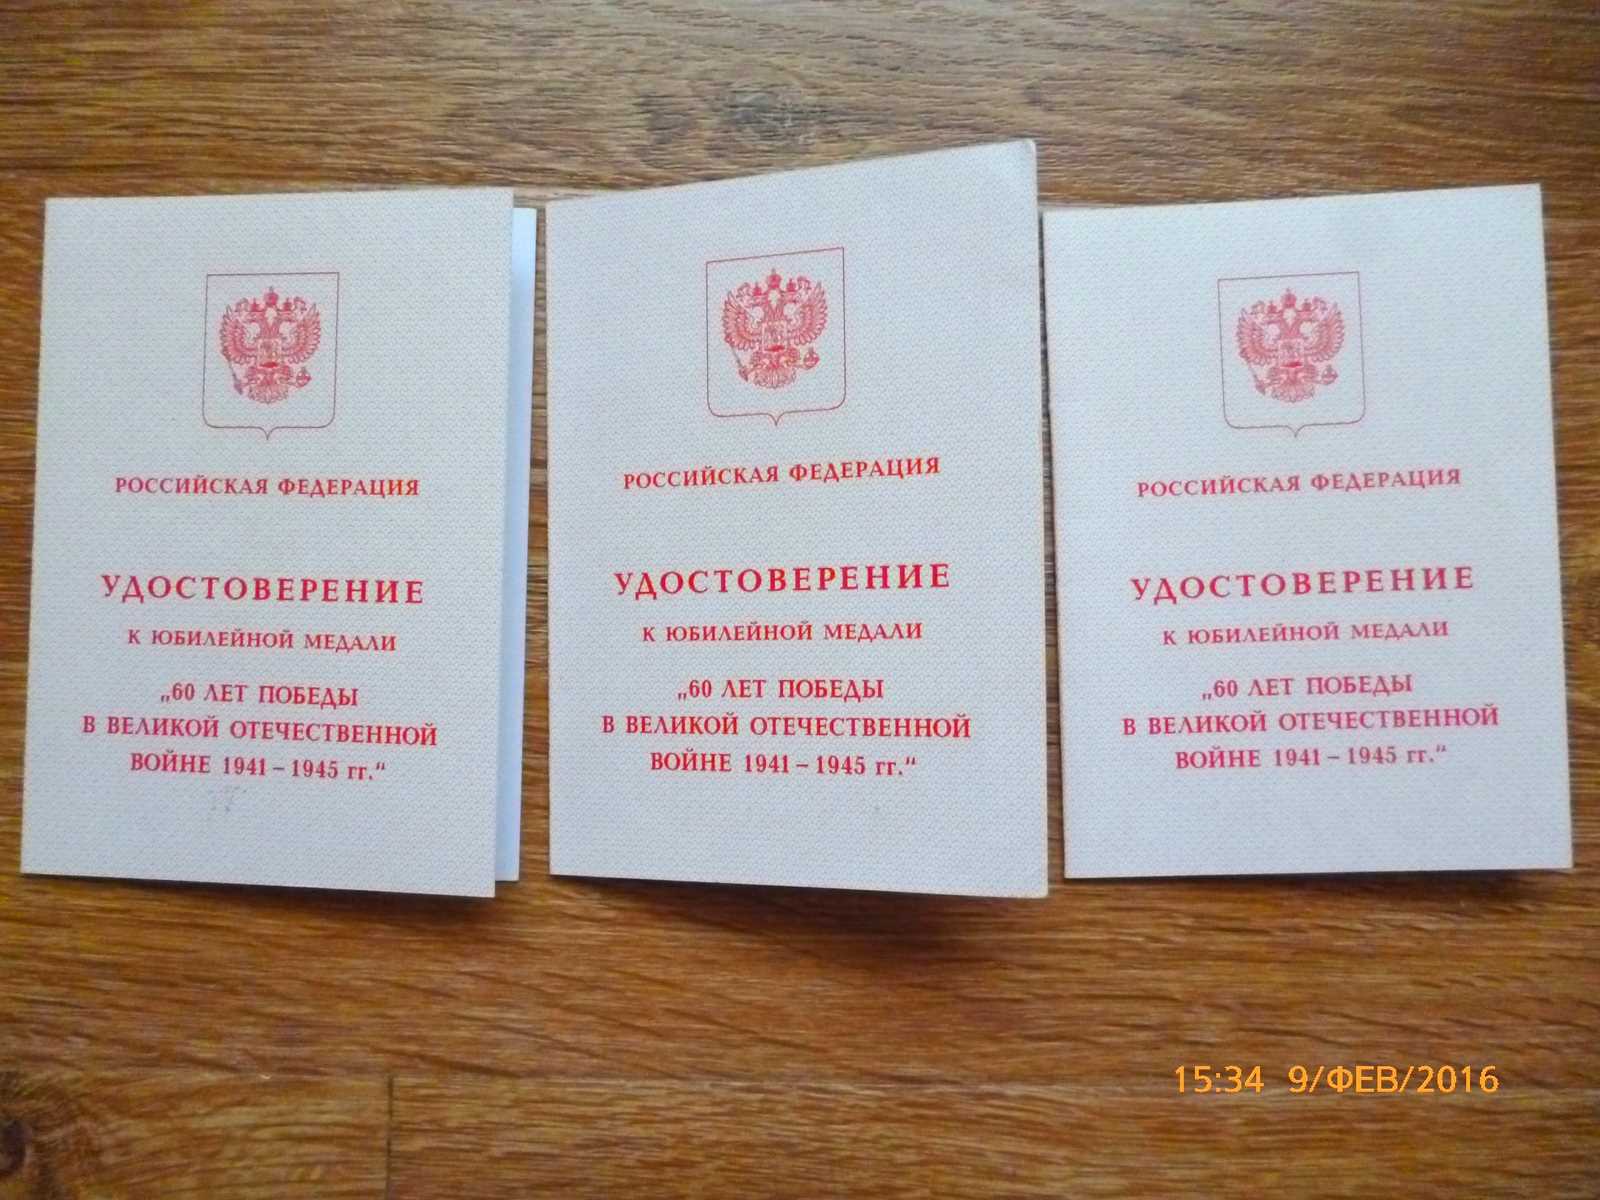 РОССИЙСКАЯ ФЕДЕРАЦИЯ
УДОСТОВЕРЕНИЕ
К ЮБИЛЕЙНОЙ МЕДАЛИ
„60 ЛЕТ ПОБЕДЫ
В ВЕЛИКОЙ ОТЕЧЕСТВЕННОЙ
ВОЙНЕ 1941 – 1945 гг.“
РОССИЙСКАЯ ФЕДЕРАЦИЯ
УДОСТОВЕРЕНИЕ
К ЮБИЛЕЙНОЙ МЕДАЛИ
„60 ЛЕТ ПОБЕДЫ
В ВЕЛИКОЙ ОТЕЧЕСТВЕННОЙ
ВОЙНЕ 1941 – 1945 гг.“
РОССИЙСКАЯ ФЕДЕРАЦИЯ
УДОСТОВЕРЕНИЕ
К ЮБИЛЕЙНОЙ МЕДАЛИ
„60 ЛЕТ ПОБЕДЫ
В ВЕЛИКОЙ ОТЕЧЕСТВЕННОЙ
ВОЙНЕ 1941 – 1945 гг.“
15:34 9/ФЕВ/2016